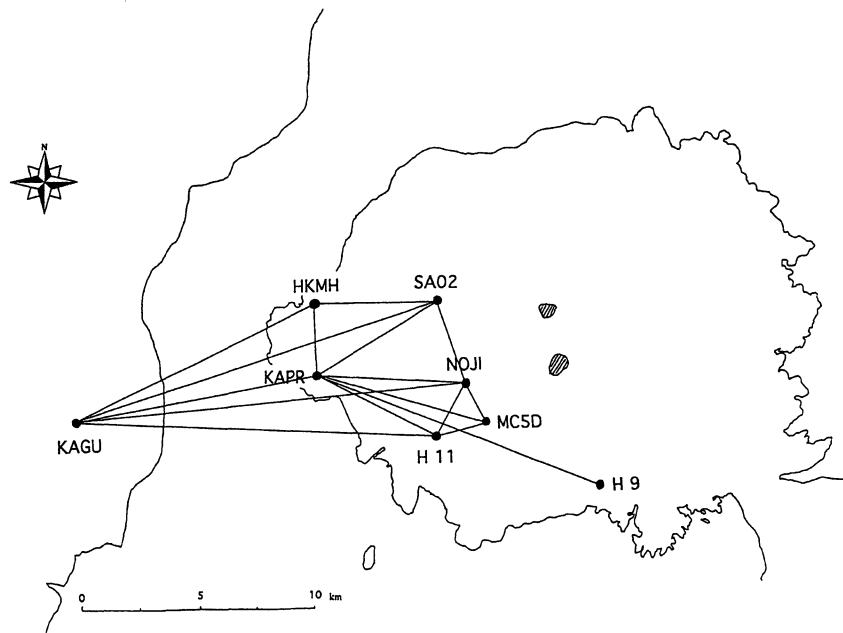 N
HKMH
SA02
NOJI
KAPR
MC5D
KAGU
H 11
H 9
0 5 10 km